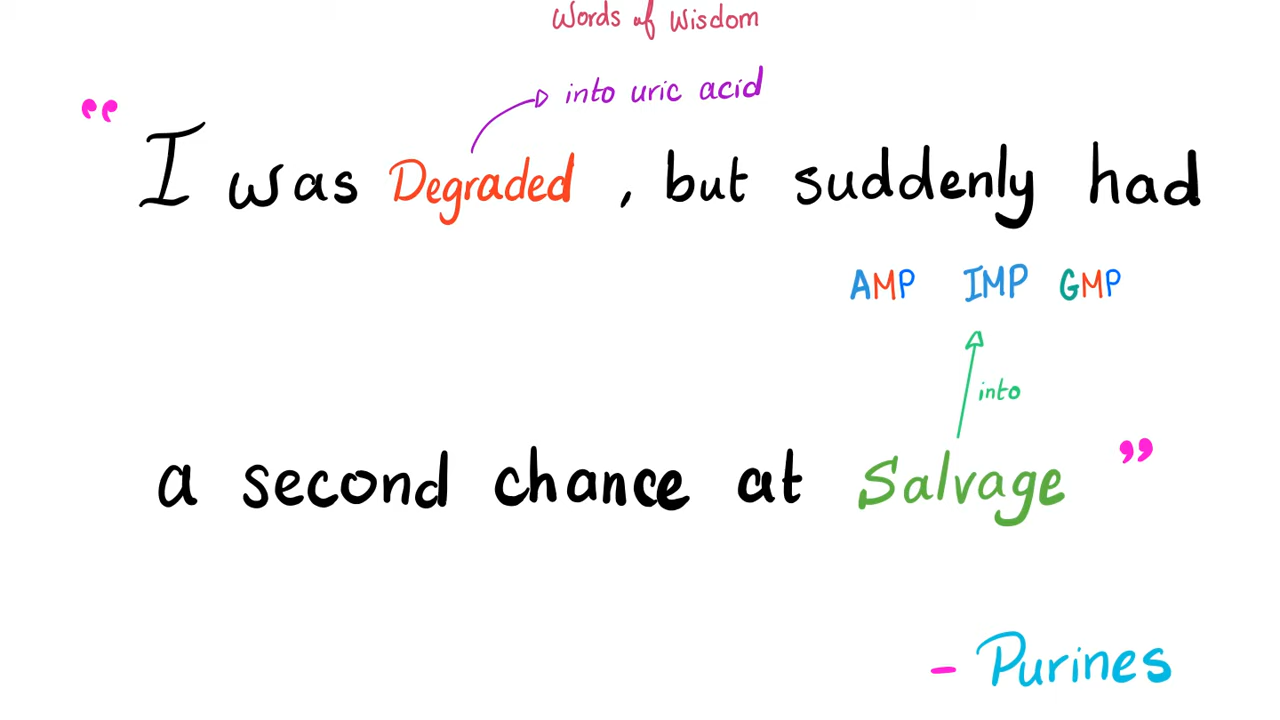 Words of Wisdom
into uric acid
“ I was Degraded , but suddenly had
AMP IMP GMP
into
a second chance at Salvage ”
- Purines